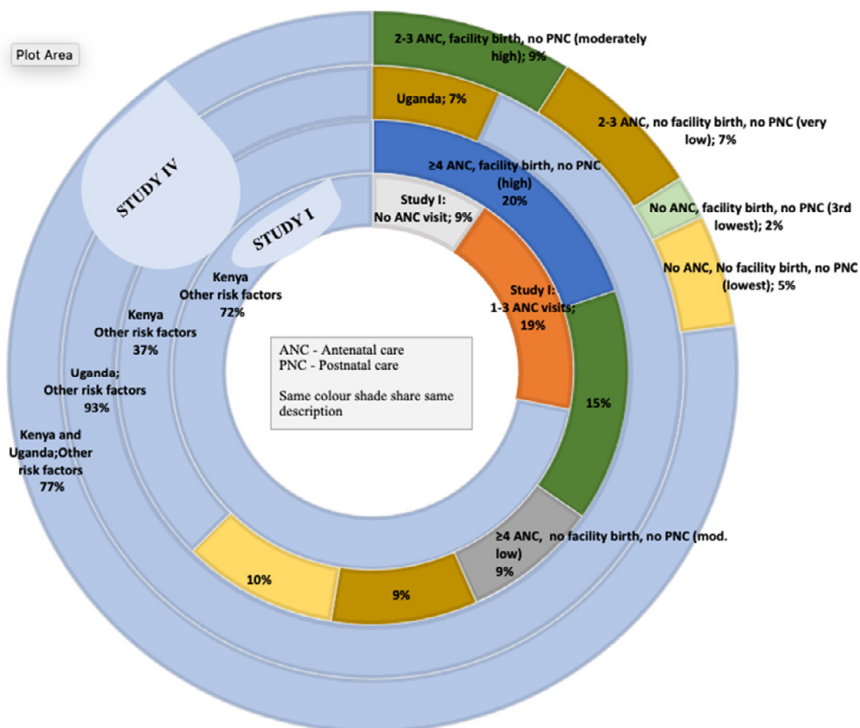 Plot Area
2-3 ANC, facility birth, no PNC (moderately
high); 9%
Uganda; 7%
2-3 ANC, no facility birth, no PNC (very
low); 7%
≥4 ANC, facility birth, no PNC
(high)
20%
STUDY IV
Study I:
No ANC visit; 9%
No ANC, facility birth, no PNC (3rd
lowest); 2%
STUDY I
No ANC, No facility birth, no PNC
(lowest); 5%
Kenya
Other risk factors
72%
Study I:
1-3 ANC visits;
19%
Kenya
Other risk factors
37%
ANC - Antenatal care
PNC - Postnatal care
Same colour shade share same
description
Uganda;
Other risk factors
93%
15%
Kenya and
Uganda;Other
risk factors
77%
≥4 ANC,  no facility birth, no PNC (mod.
low)
9%
10%
9%